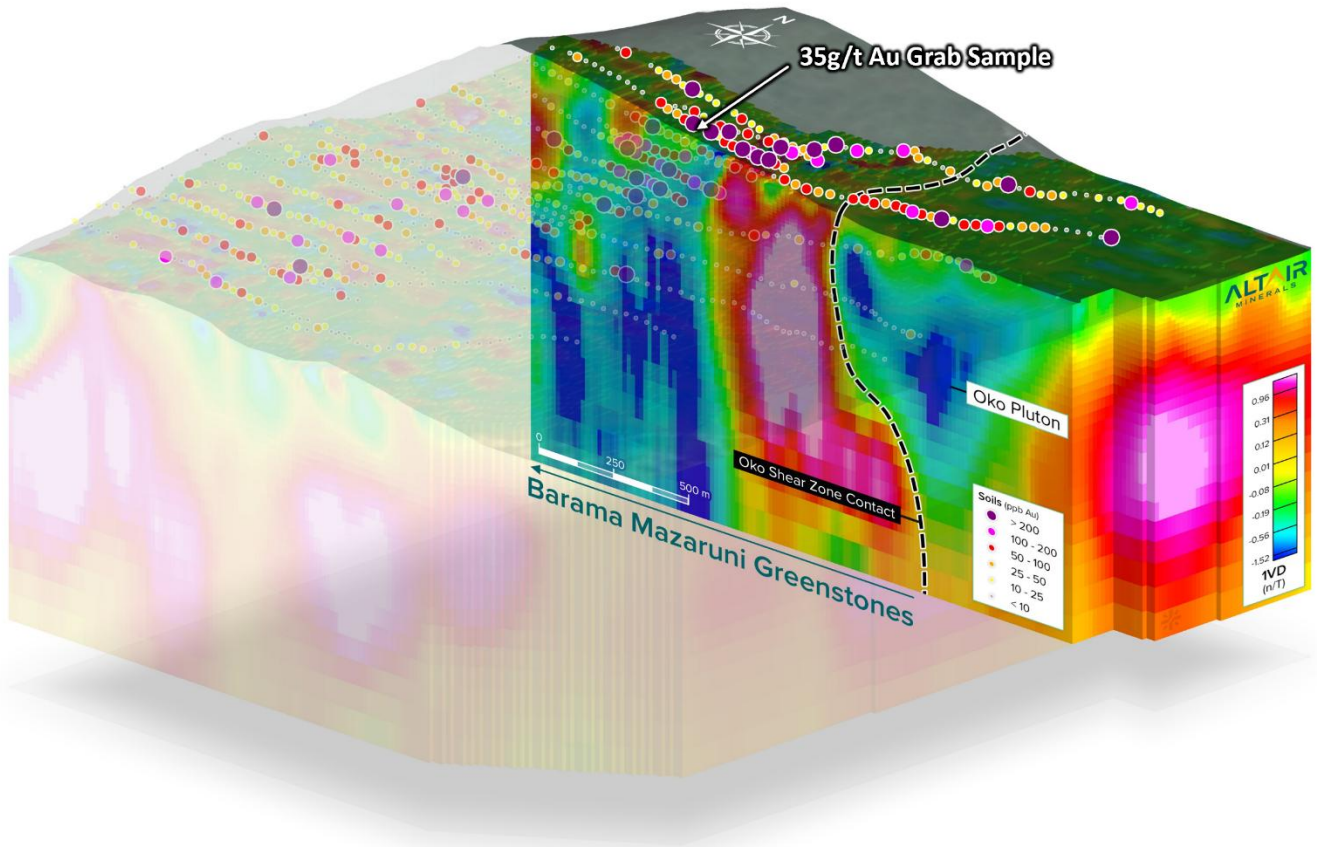 N
35g/t Au Grab Sample
ALTAIR
MINERALS
Oko Pluton
0
250
500 m
Oko Shear Zone Contact
Barama Mazaruni Greenstones
Soils (ppb Au)
> 200
100 - 200
50 - 100
25 - 50
10 - 25
< 10
0.96
0.31
0.12
0.01
-0.08
-0.19
-0.56
-1.52
1VD
(n/T)